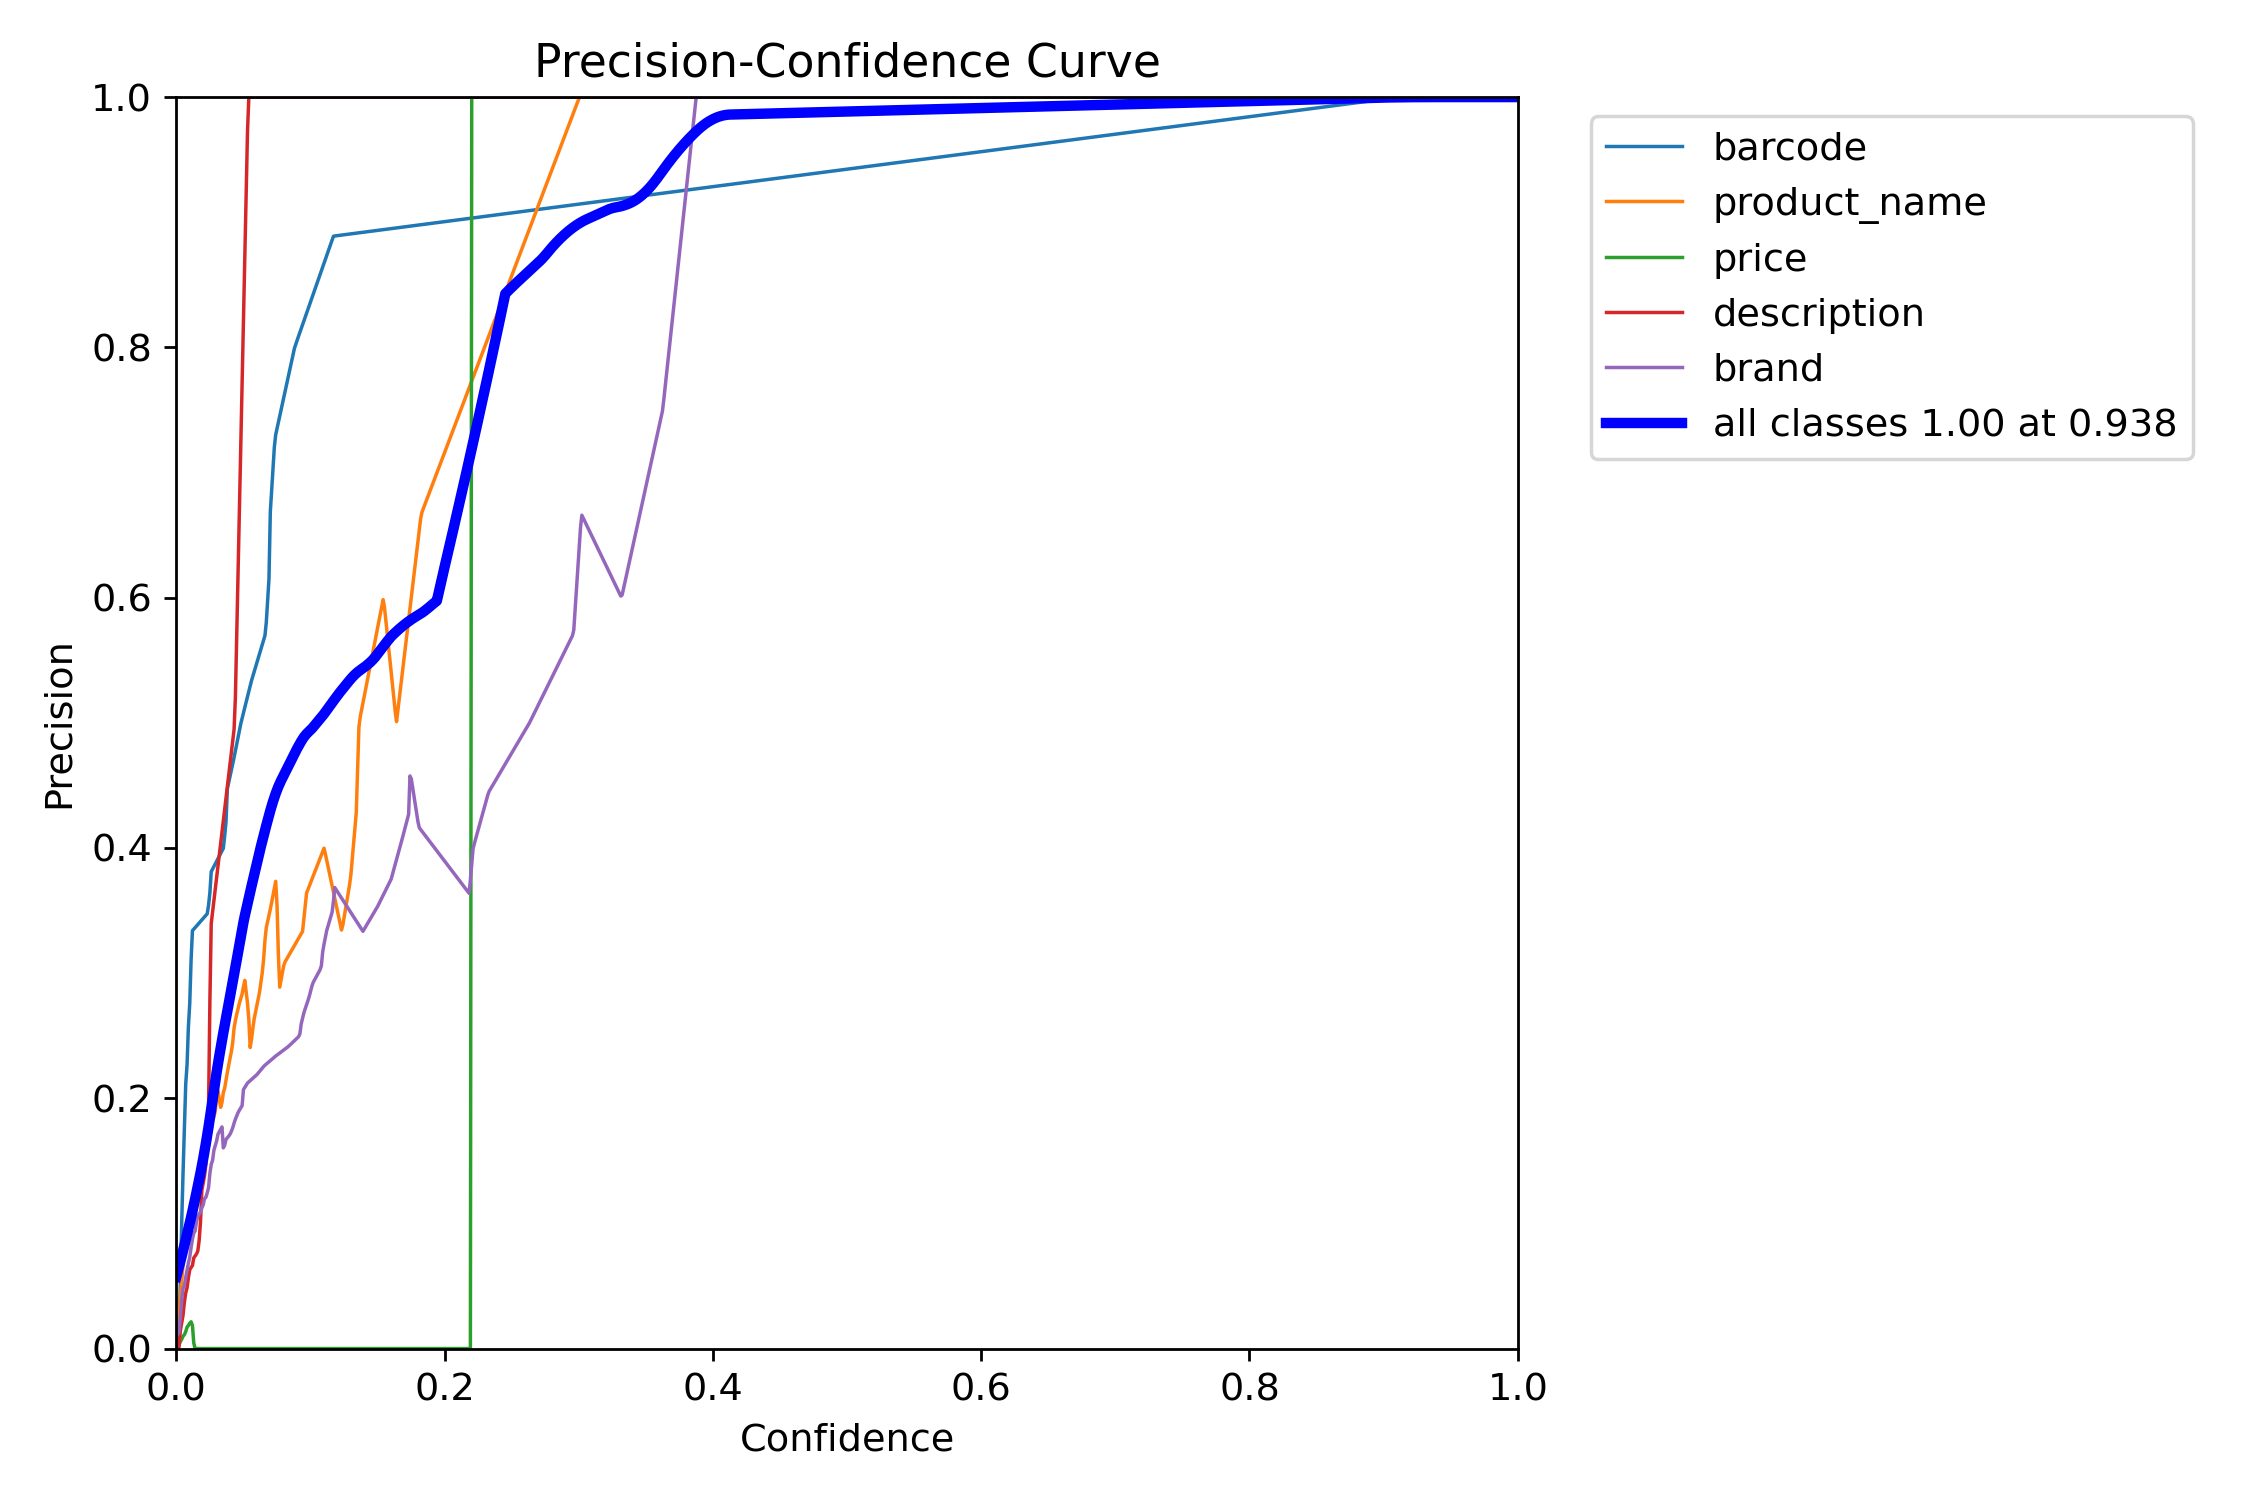 Precision-Confidence Curve
1.0
0.8
0.6
0.4
0.2
0.0
Precision
0.0 0.2 0.4 0.6 0.8 1.0
Confidence
barcode
product_name
price
description
brand
all classes 1.00 at 0.938